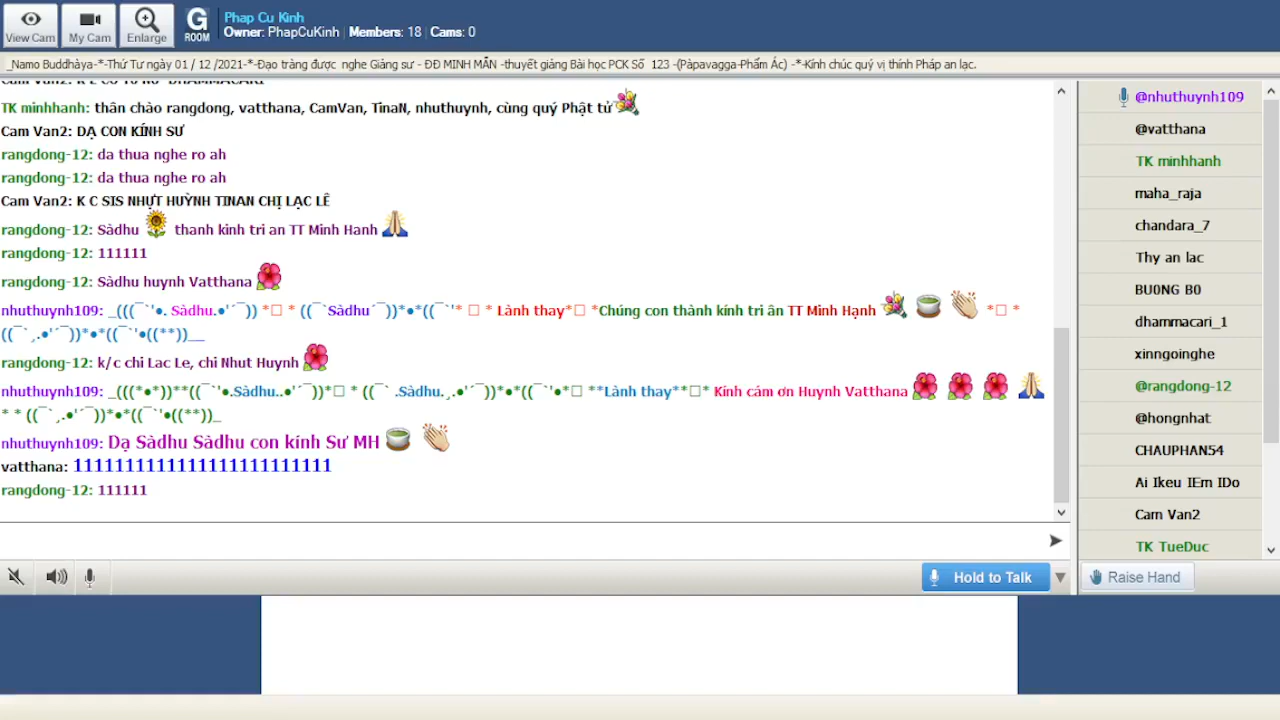 View Cam
My Cam
Enlarge
G
ROOM
Phap Cu Kinh
Owner: PhapCuKinh | Members: 18 | Cams: 0
_Namo Buddhàya-*-Thứ Tư ngày 01 / 12 /2021-*-Đạo tràng được nghe Giảng sư - ĐĐ MINH MẪN -thuyết giảng Bài học PCK Số 123 -(Pàpavagga-Phẩm Ác) -*-Kính chúc quý vị thính Pháp an lạc.
TK minhhanh: thân chào rangdong, vatthana, CamVan, TinaN, nhuthuynh, cùng quý Phật tử
Cam Van2: DẠ CON KÍNH SƯ
rangdong-12: da thua nghe ro ah
rangdong-12: da thua nghe ro ah
Cam Van2: K C SIS NHỰT HUỲNH TINAN CHỊ LẠC LÊ
rangdong-12: Sàdhu thanh kinh tri an TT Minh Hanh
rangdong-12: 111111
rangdong-12: Sàdhu huynh Vatthana
nhuthuynh109: _(((¯`'•. Sàdhu.•'´¯)) *□ * ((¯`Sàdhu´¯))*•*((¯`'* □ * Lành thay*□ *Chúng con thành kính tri ân TT Minh Hạnh *□ *
((¯`¸.•'´¯))*•*((¯`'•((**))__
rangdong-12: k/c chi Lac Le, chi Nhut Huynh
nhuthuynh109: _(((*•*))**((¯`'•.Sàdhu..•'´¯))*□ * ((¯` .Sàdhu.¸.•'´¯))*•*((¯`'•*□ **Lành thay**□* Kính cám ơn Huynh Vatthana
* * ((¯`¸.•'´¯))*•*((¯`'•((**))_
nhuthuynh109: Dạ Sàdhu Sàdhu con kính Sư MH
vatthana: 1111111111111111111111111
rangdong-12: 111111
Hold to Talk
@nhuthuynh109
@vatthana
TK minhhanh
maha_raja
chandara_7
Thy an lac
BU0NG B0
dhammacari_1
xinngoinghe
@rangdong-12
@hongnhat
CHAUPHAN54
Ai Ikeu IEm IDo
Cam Van2
TK TueDuc
Raise Hand